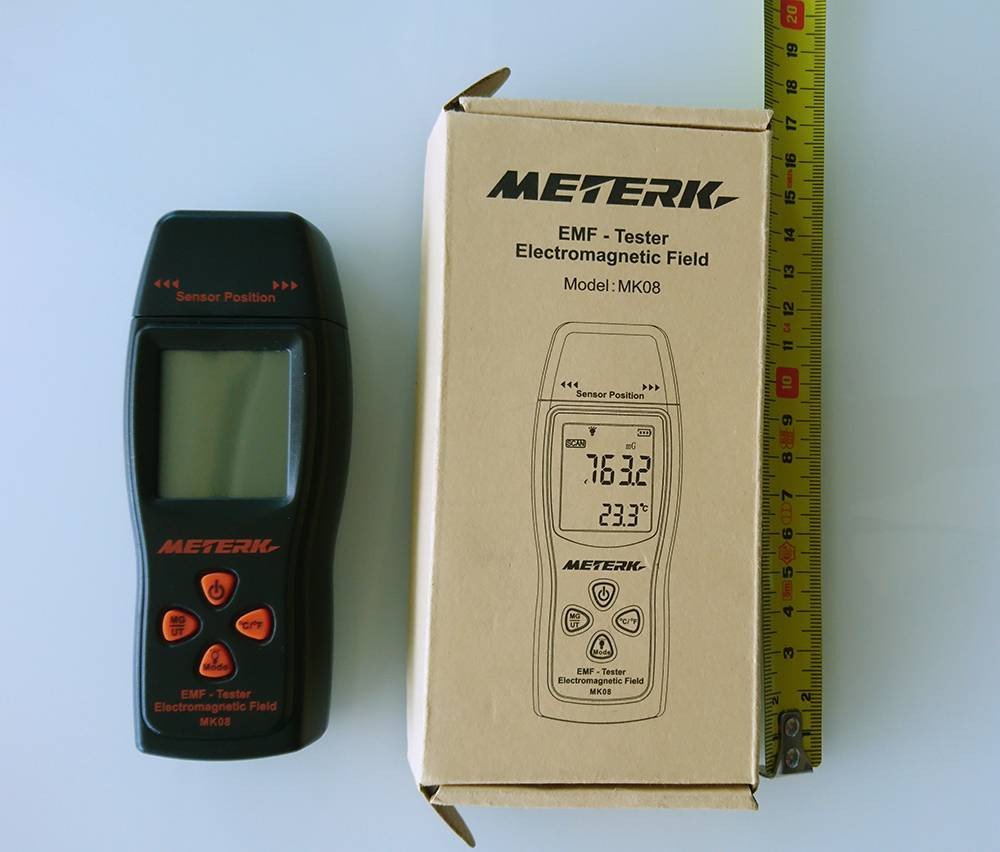 Sensor Position
METERK
MG
UT
°C/°F
Mode
EMF - Tester
Electromagnetic Field
MK08
METERK
EMF - Tester
Electromagnetic Field
Model: MK08
Sensor Position
SCAN
mG
763.2
23.3°C
METERK
MG
UT
°C/°F
Mode
EMF - Tester
Electromagnetic Field
MK08
20
19
18
17
16
15
14
13
12
11
10
9
8
7
6
5
5m
4
3
2
2